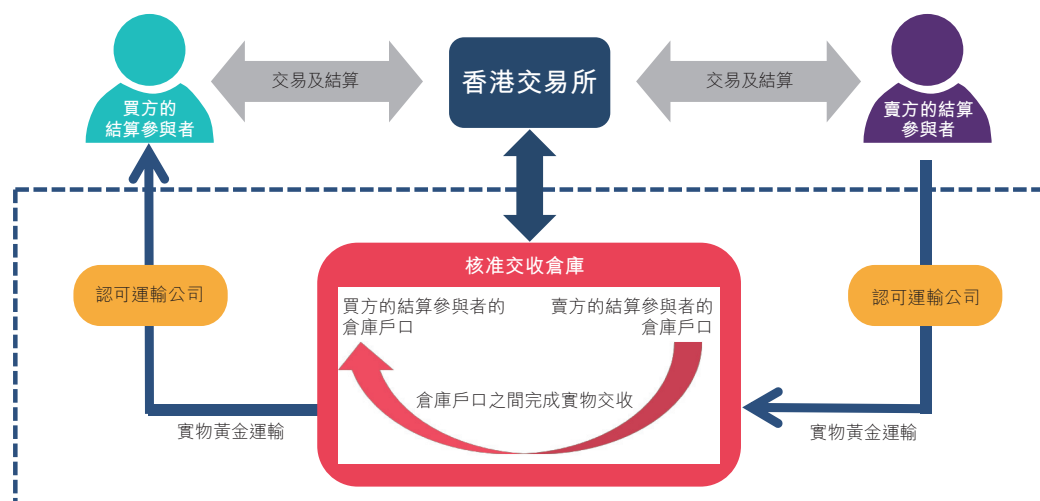 交易及結算
香港交易所
交易及結算
買方的
結算參與者
賣方的結算
參與者
核准交收倉庫
認可運輸公司
認可運輸公司
買方的結算參與者的
倉庫戶口
賣方的結算參與者的
倉庫戶口
倉庫戶口之間完成實物交收
實物黃金運輸
實物黃金運輸